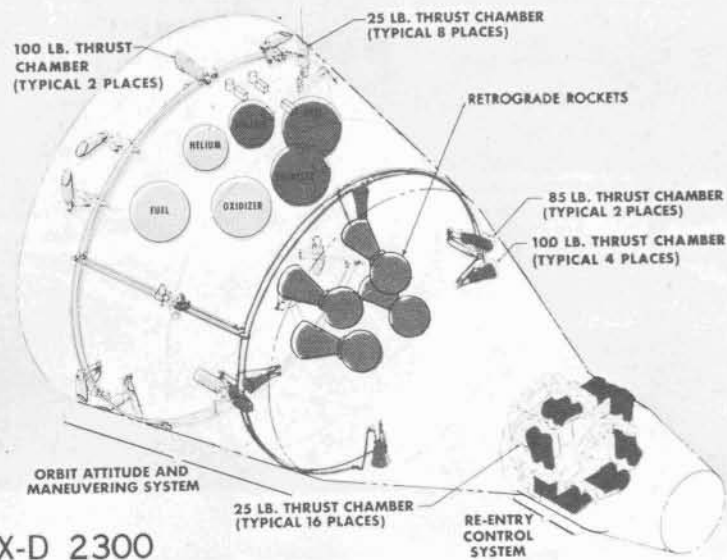 25 LB. THRUST CHAMBER
(TYPICAL 8 PLACES)
100 LB. THRUST
CHAMBER
(TYPICAL 2 PLACES)
RETROGRADE ROCKETS
HELIUM
FUEL
OXIDIZER
85 LB. THRUST CHAMBER
(TYPICAL 2 PLACES)
100 LB. THRUST CHAMBER
(TYPICAL 4 PLACES)
ORBIT ATTITUDE AND
MANEUVERING SYSTEM
25 LB. THRUST CHAMBER
(TYPICAL 16 PLACES)
RE-ENTRY
CONTROL
SYSTEM
X-D 2300